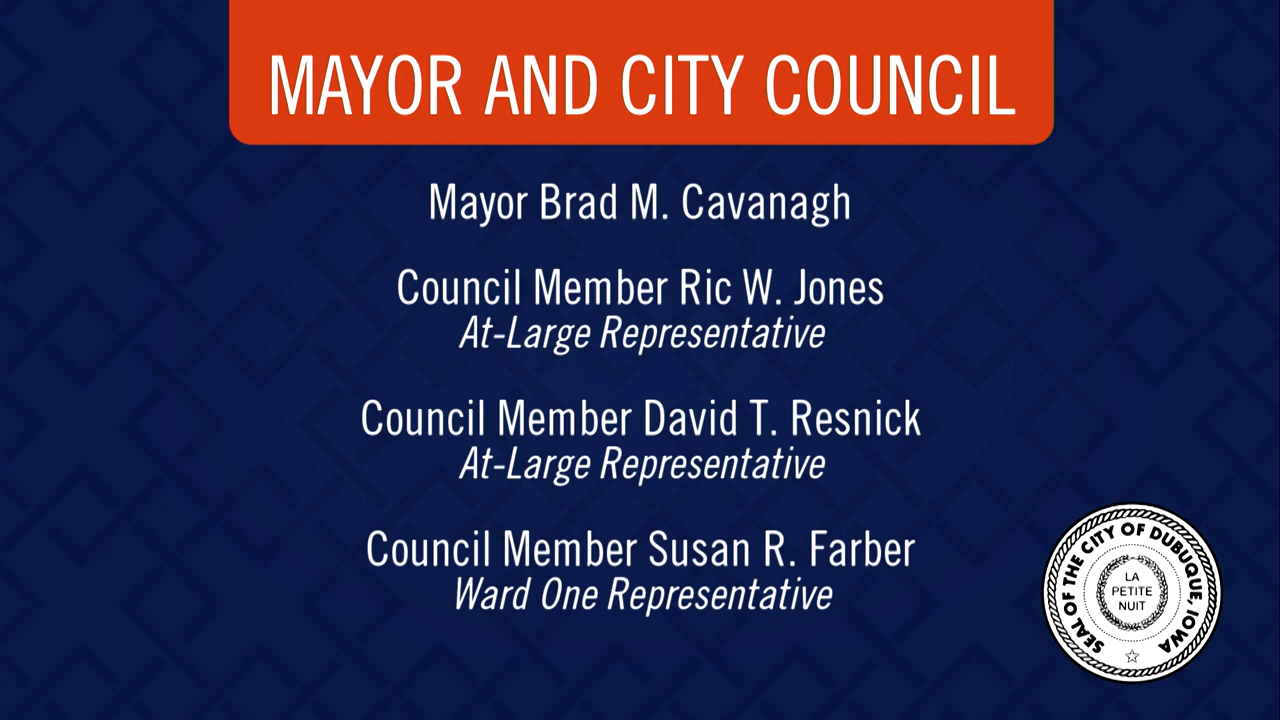 MAYOR AND CITY COUNCIL
Mayor Brad M. Cavanagh
Council Member Ric W. Jones
At-Large Representative
Council Member David T. Resnick
At-Large Representative
Council Member Susan R. Farber
Ward One Representative
SEAL OF THE CITY OF DUBUQUE, IOWA
LA
PETITE
NUIT